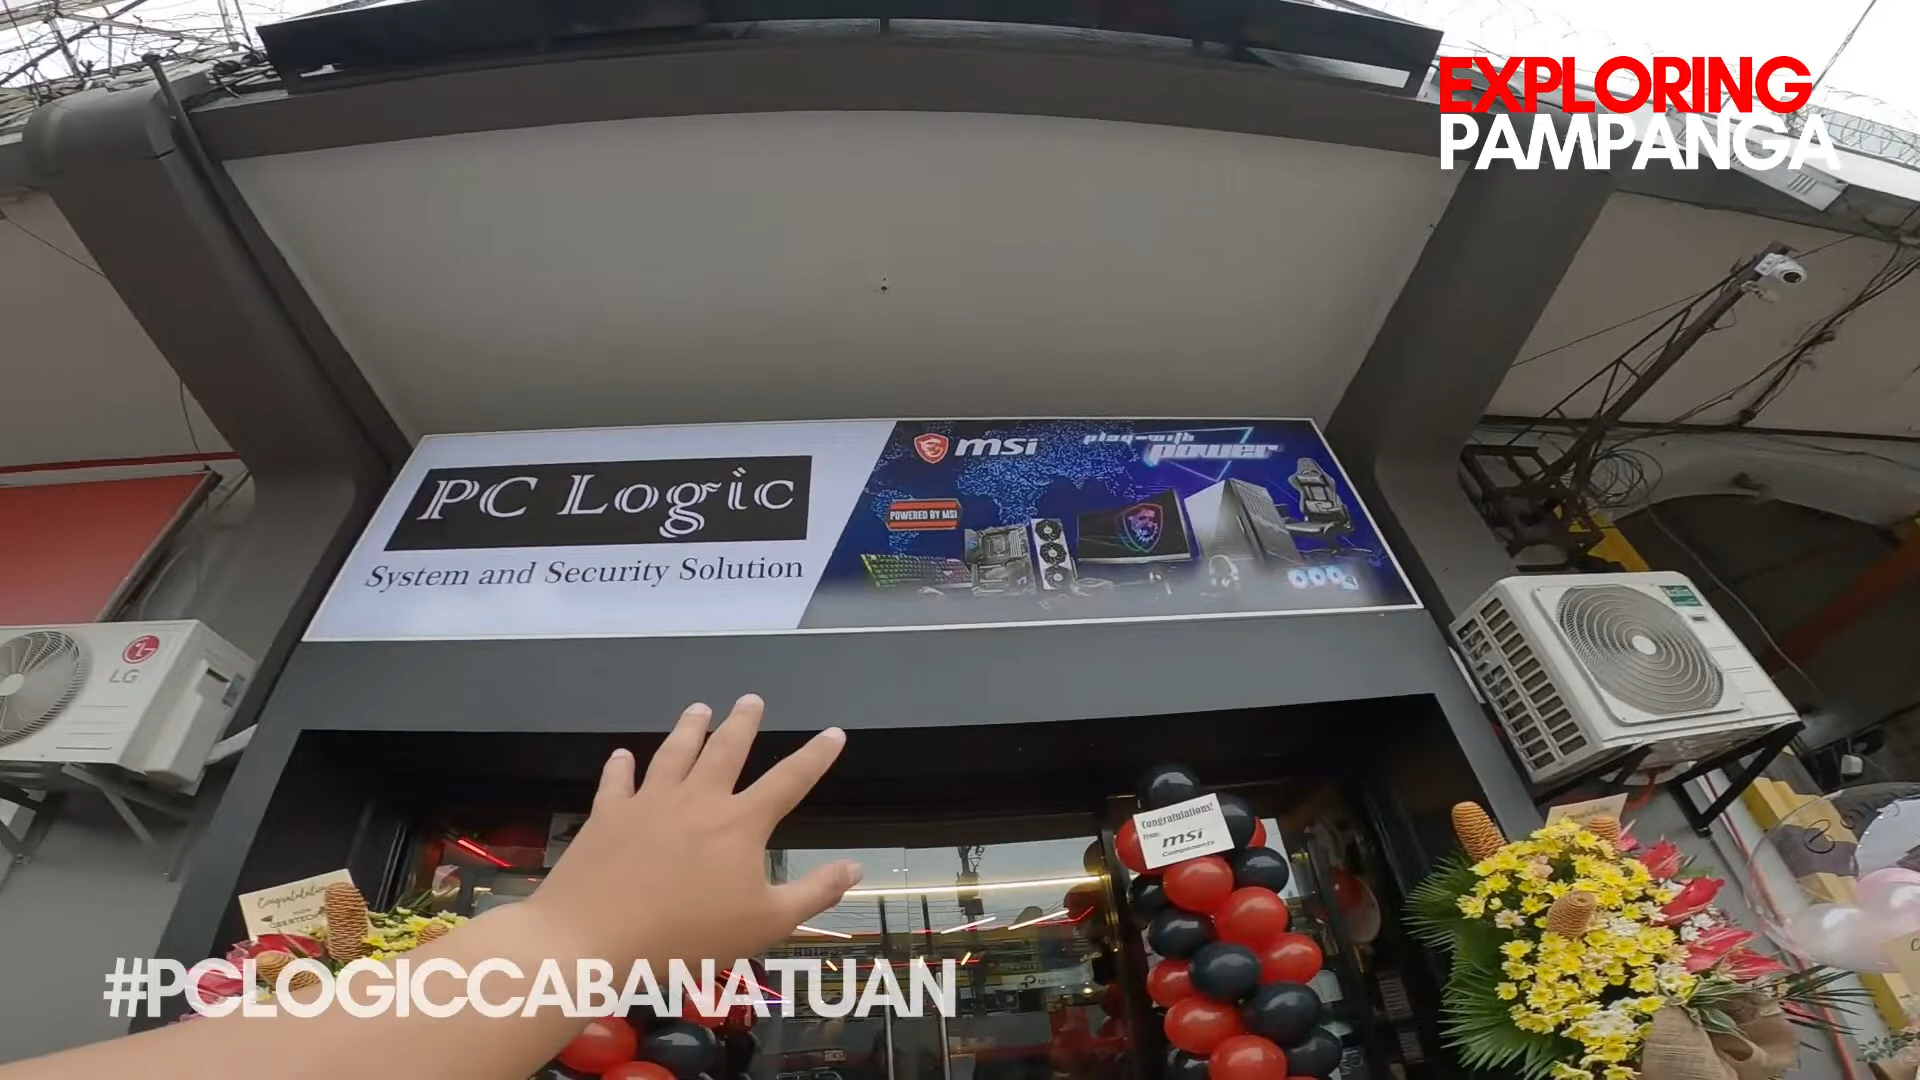 EXPLORING
PAMPANGA
PC Logic
System and Security Solution
msi
play with
power
POWERED BY MSI
LG
Congratulations!
from:
msi
Components
#PCLOGICCABANATUAN